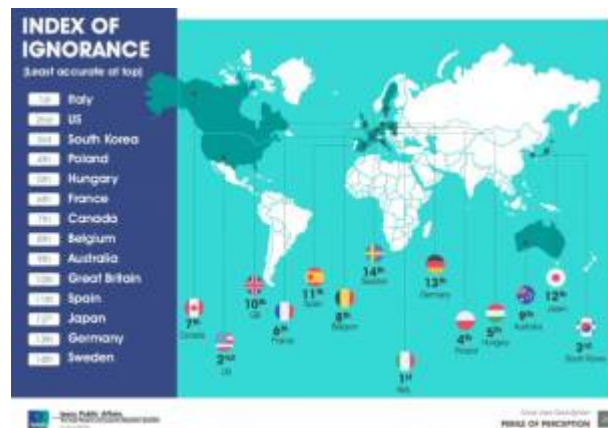 INDEX OF
IGNORANCE
(Least accurate at top)
1st Italy
2nd US
3rd South Korea
4th Poland
5th Hungary
6th France
7th Canada
8th Belgium
9th Australia
10th Great Britain
11th Spain
12th Japan
13th Germany
14th Sweden
7th
Canada
2nd
US
10th
GB
6th
France
11th
Spain
8th
Belgium
14th
Sweden
1st
13th
Germany
4th
Poland
5th
Hungary
9th
Australia
12th
Japan
3rd
South Korea
Ipsos Public Affairs
PERILS OF PERCEPTION